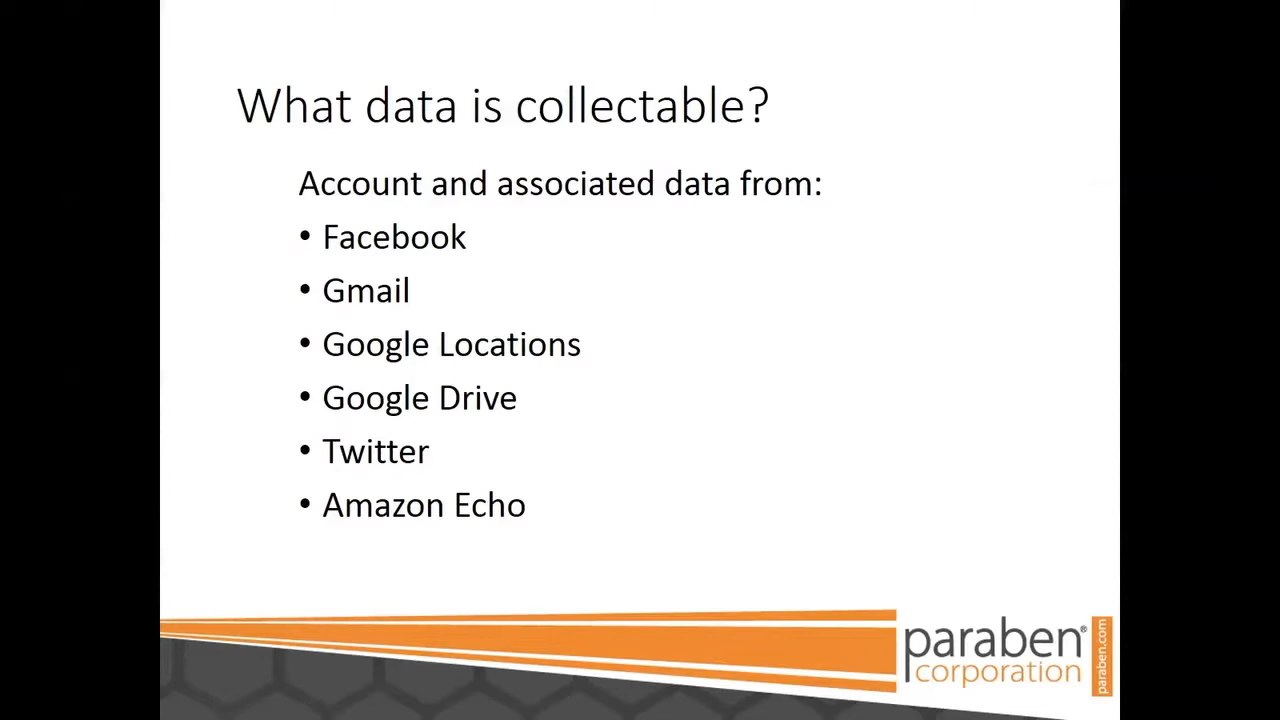 What data is collectable?
Account and associated data from:
• Facebook
• Gmail
• Google Locations
• Google Drive
• Twitter
• Amazon Echo
paraben®
corporation
paraben.com